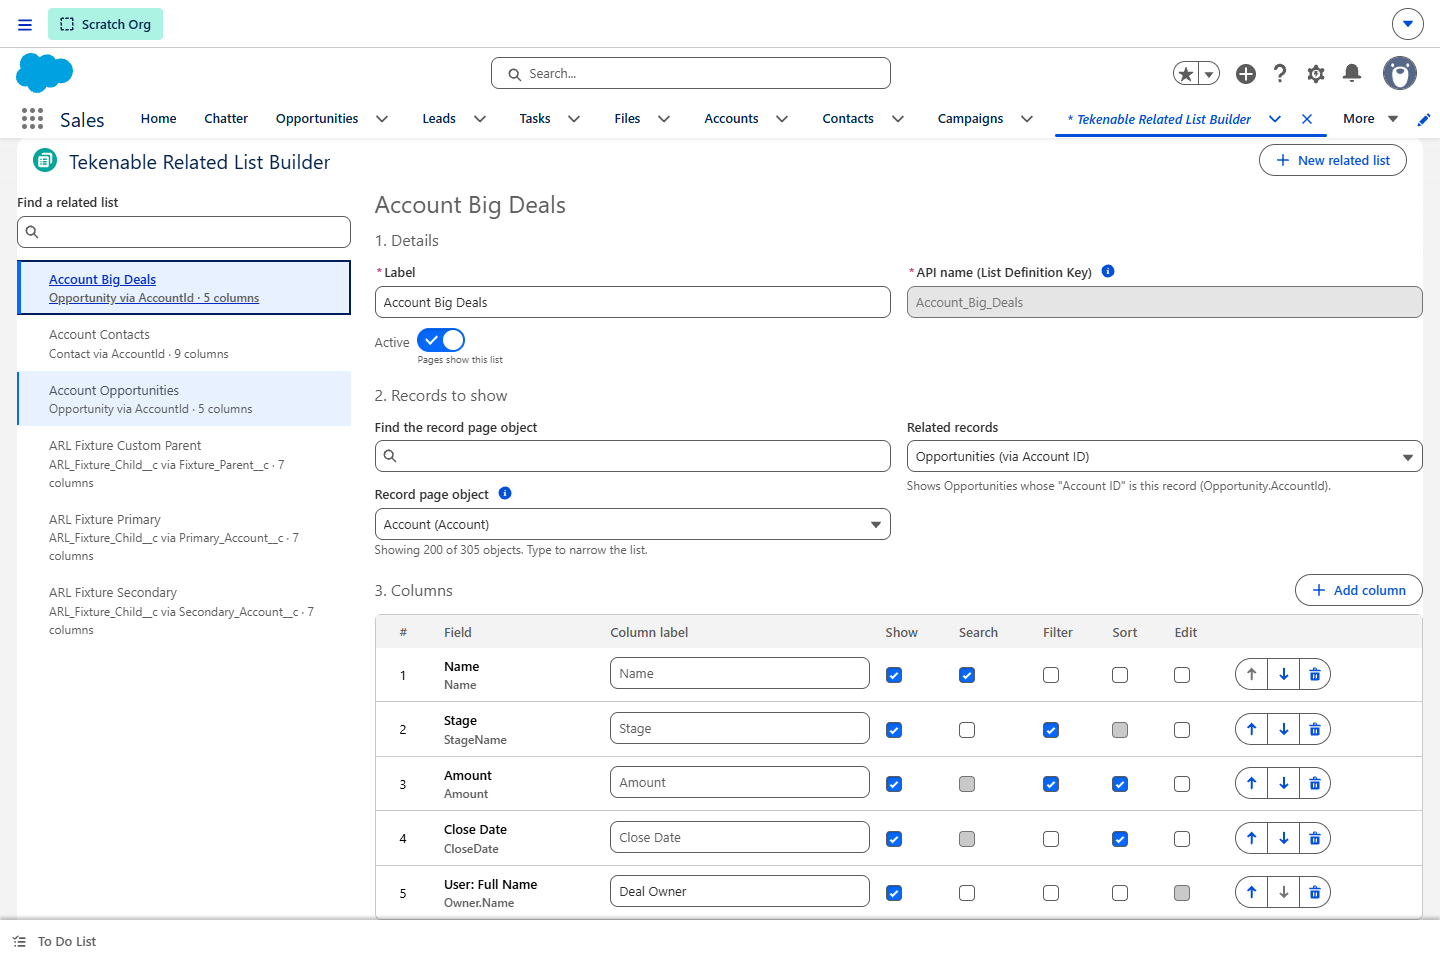 Scratch Org
Search...
Sales
Home
Chatter
Opportunities
Leads
Tasks
Files
Accounts
Contacts
Campaigns
* Tekenable Related List Builder
More
Tekenable Related List Builder
New related list
Find a related list
Account Big Deals
Opportunity via AccountId · 5 columns
Account Contacts
Contact via AccountId · 9 columns
Account Opportunities
Opportunity via AccountId · 5 columns
ARL Fixture Custom Parent
ARL_Fixture_Child__c via Fixture_Parent__c · 7
columns
ARL Fixture Primary
ARL_Fixture_Child__c via Primary_Account__c · 7
columns
ARL Fixture Secondary
ARL_Fixture_Child__c via Secondary_Account__c · 7
columns
Account Big Deals
1. Details
* Label
Account Big Deals
* API name (List Definition Key)
Account_Big_Deals
Active
Pages show this list
2. Records to show
Find the record page object
Related records
Opportunities (via Account ID)
Shows Opportunities whose "Account ID" is this record (Opportunity.AccountId).
Record page object
Account (Account)
Showing 200 of 305 objects. Type to narrow the list.
3. Columns
Add column
# Field Column label Show Search Filter Sort Edit
1 Name Name
Name
2 Stage Stage
StageName
3 Amount Amount
Amount
4 Close Date Close Date
CloseDate
5 User: Full Name Deal Owner
Owner.Name
To Do List